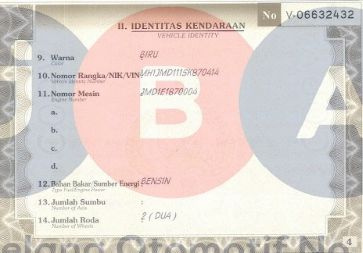 No V-06632432
II. IDENTITAS KENDARAAN
VEHICLE IDENTITY
9. Warna BIRU
Color
10. Nomor Rangka/NIK/VIN MH1JMD111SK870414
Vehicle Identity Number
11. Nomor Mesin JMD1E1870004
Engine Number
a.
b.
c.
d.
12. Bahan Bakar/Sumber Energi : BENSIN
Type Fuel/Engine Power
13. Jumlah Sumbu :
Number of Axle
14. Jumlah Roda : 2 (DUA)
Number of Wheels
B
A
4